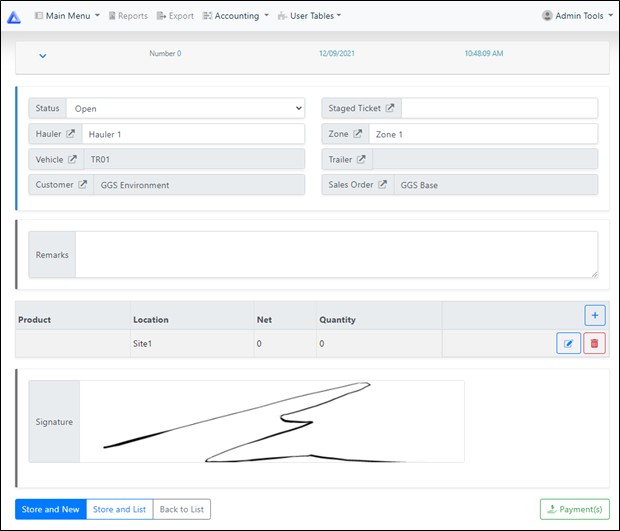 Main Menu Reports Export Accounting User Tables Admin Tools
Number 0 12/09/2021 10:48:09 AM
Status Open Staged Ticket
Hauler Hauler 1 Zone Zone 1
Vehicle TR01 Trailer
Customer GGS Environment Sales Order GGS Base
Remarks
Product Location Net Quantity +
Site1 0 0
Signature
Store and New Store and List Back to List Payment(s)